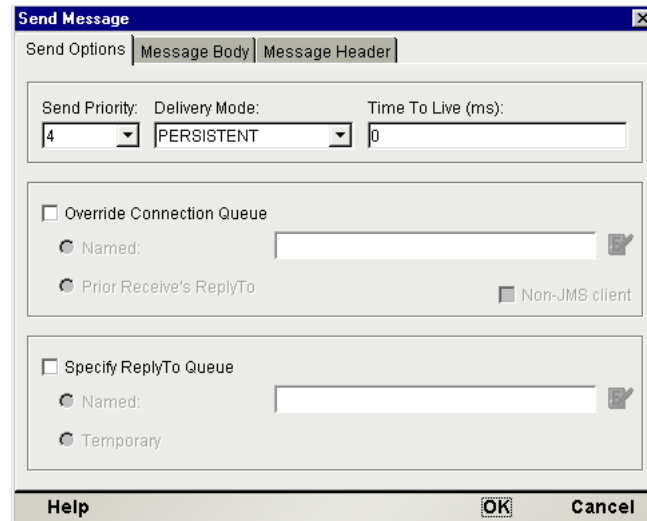 Send Message
Send Options Message Body Message Header
Send Priority: Delivery Mode: Time To Live (ms):
4 PERSISTENT 0
Override Connection Queue
Named:
Prior Receive's ReplyTo Non-JMS client
Specify ReplyTo Queue
Named:
Temporary
Help OK Cancel